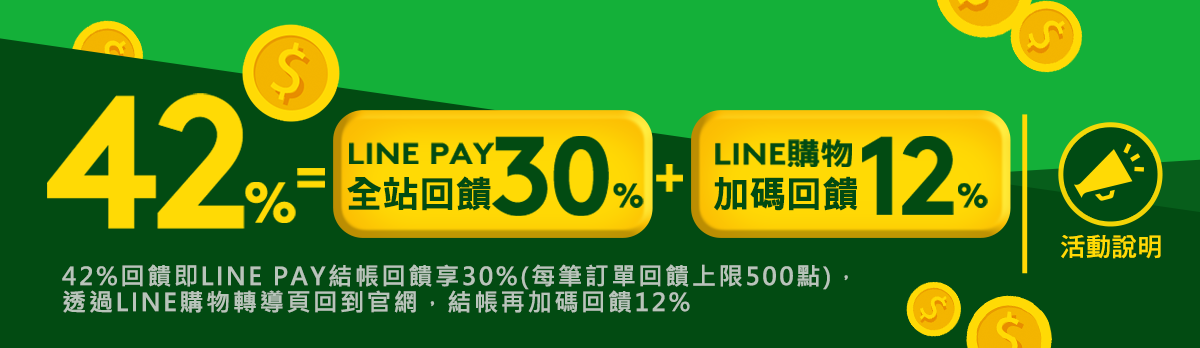 42%=LINE PAY 全站回饋30%+LINE購物 加碼回饋12%
活動說明
42%回饋即LINE PAY結帳回饋享30%(每筆訂單回饋上限500點),
透過LINE購物轉導頁回到官網,結帳再加碼回饋12%